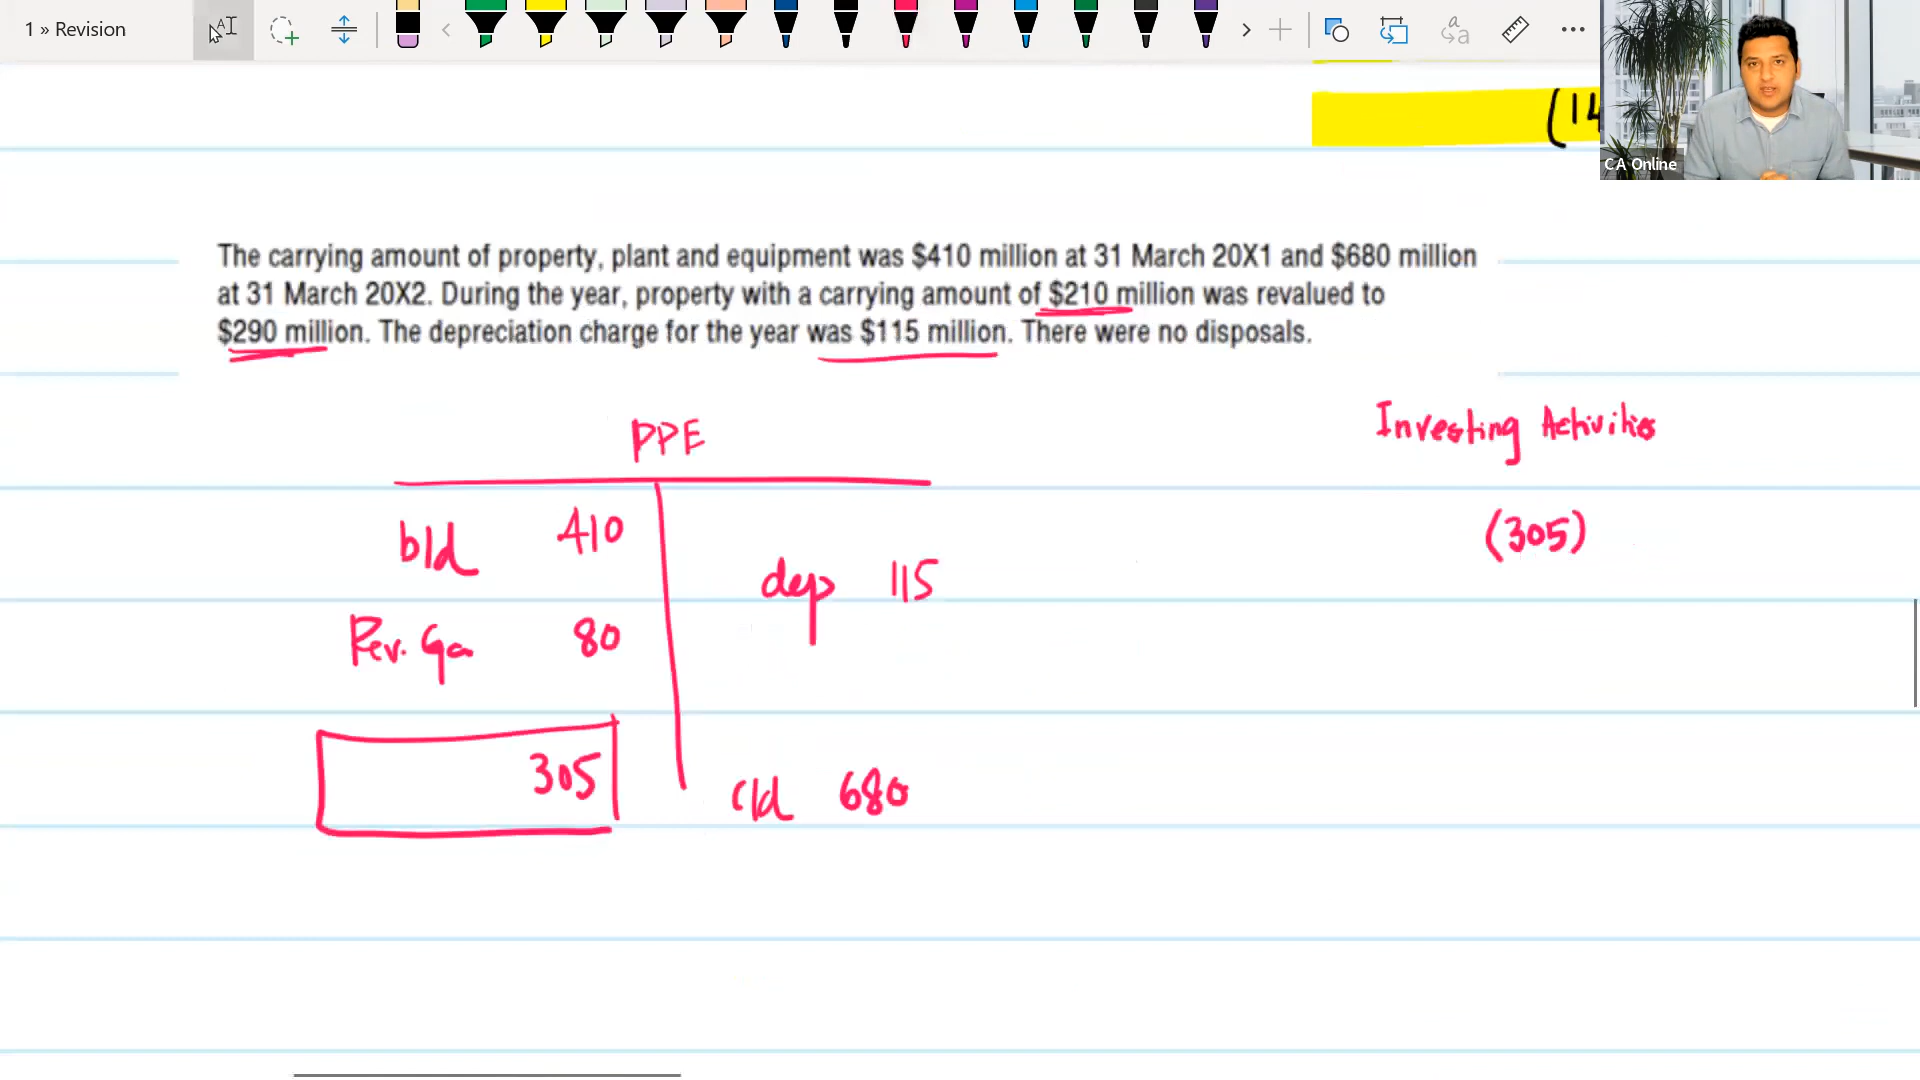 1 » Revision
(14
CA Online
The carrying amount of property, plant and equipment was $410 million at 31 March 20X1 and $680 million
at 31 March 20X2. During the year, property with a carrying amount of $210 million was revalued to
$290 million. The depreciation charge for the year was $115 million. There were no disposals.
Investing Activities
PPE
(305)
b/d 410
dep 115
Rev. Ga 80
305
c/d 680